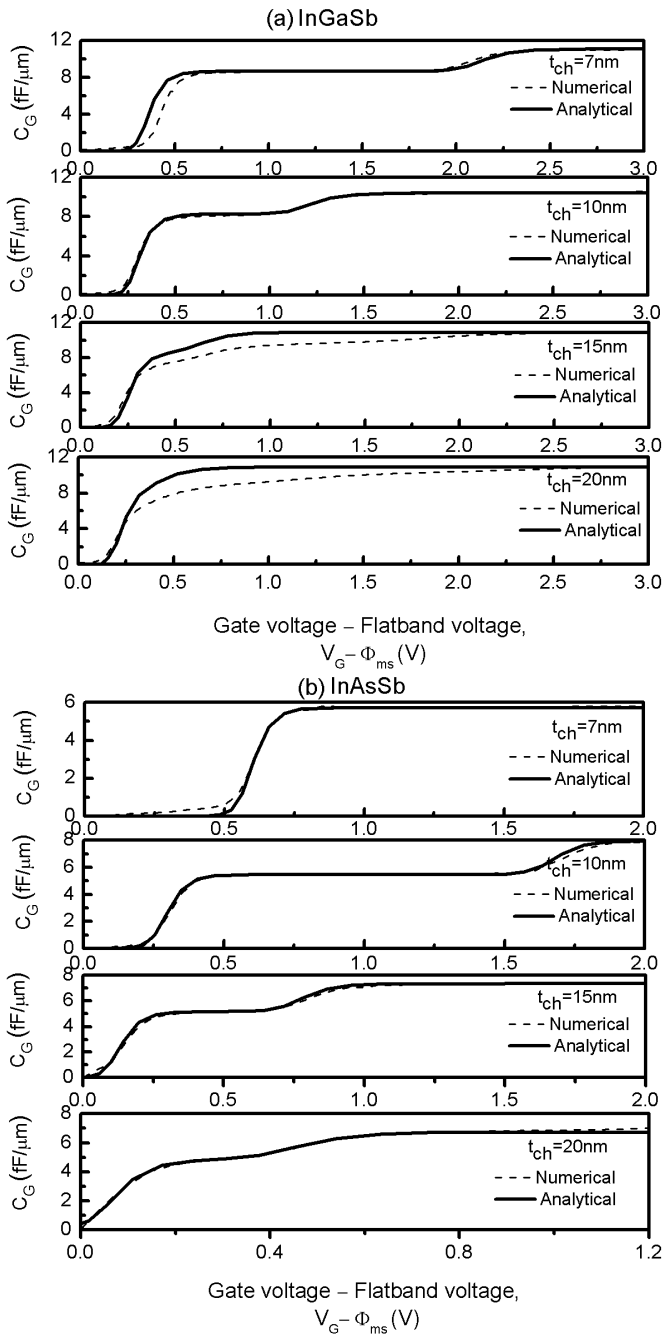 (a) InGaSb
12
8
4
0
C_G (fF/μm)
t_ch=7nm
Numerical
Analytical
0.0 0.5 1.0 1.5 2.0 2.5 3.0
12
8
4
0
C_G (fF/μm)
t_ch=10nm
Numerical
Analytical
0.0 0.5 1.0 1.5 2.0 2.5 3.0
12
8
4
0
C_G (fF/μm)
t_ch=15nm
Numerical
Analytical
0.0 0.5 1.0 1.5 2.0 2.5 3.0
12
8
4
0
C_G (fF/μm)
t_ch=20nm
Numerical
Analytical
0.0 0.5 1.0 1.5 2.0 2.5 3.0
Gate voltage – Flatband voltage,
V_G– Φ_ms (V)
(b) InAsSb
6
4
2
0
C_G (fF/μm)
t_ch=7nm
Numerical
Analytical
0.0 0.5 1.0 1.5 2.0
8
6
4
2
0
C_G (fF/μm)
t_ch=10nm
Numerical
Analytical
0.0 0.5 1.0 1.5 2.0
8
6
4
2
0
C_G (fF/μm)
t_ch=15nm
Numerical
Analytical
0.0 0.5 1.0 1.5 2.0
8
6
4
2
0
C_G (fF/μm)
t_ch=20nm
Numerical
Analytical
0.0 0.4 0.8 1.2
Gate voltage – Flatband voltage,
V_G– Φ_ms (V)